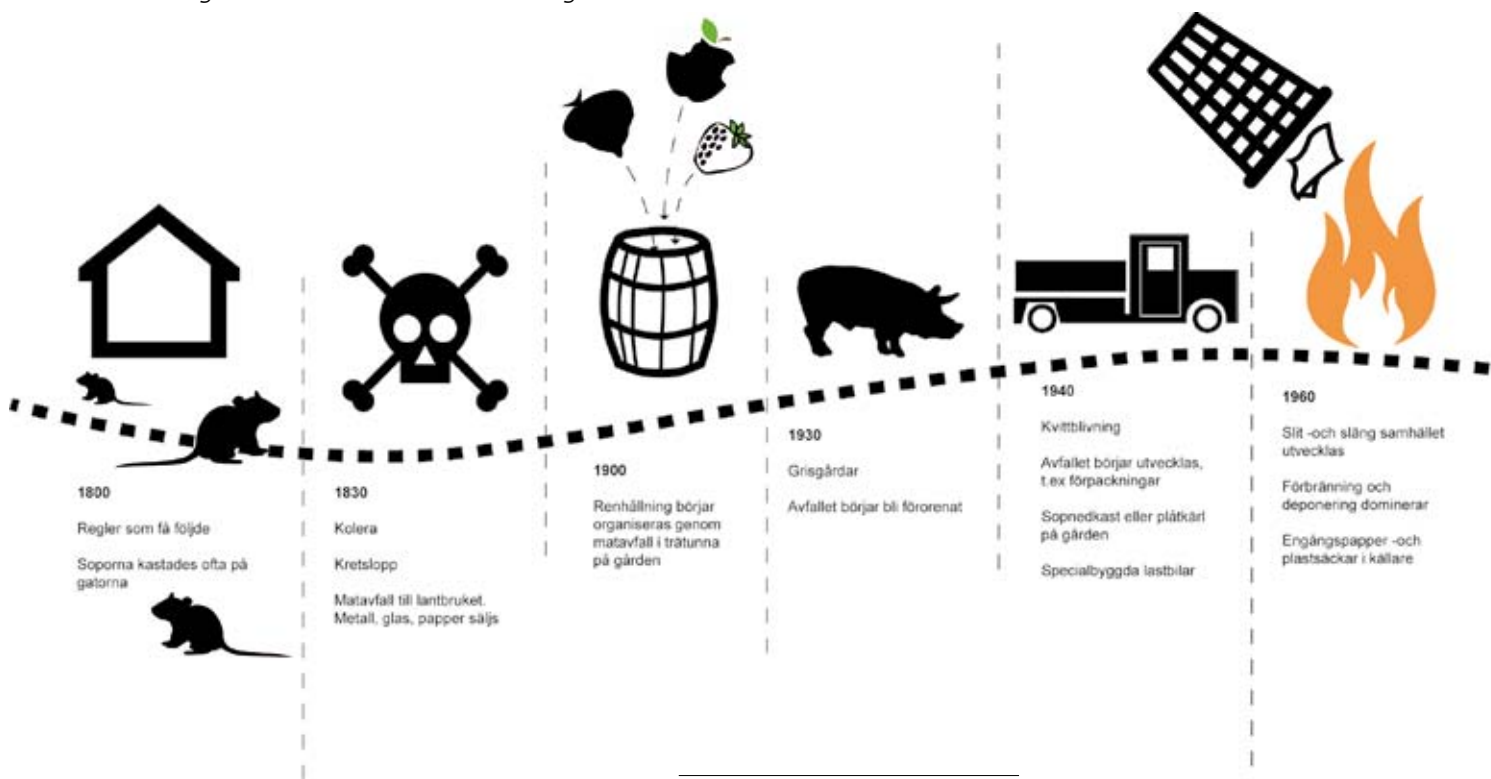 1800
Regler som få följde
Soporna kastades ofta på
gatorna
1830
Kolera
Kretslopp
Matavfall till lantbruket.
Metall, glas, papper säljs
1900
Renhållning börjar
organiseras genom
matavfall i trätunna
på gården
1930
Grisgårdar
Avfallet börjar bli förorenat
1940
Kvittblivning
Avfallet börjar utvecklas,
t.ex förpackningar
Sopnedkast eller plåtkärl
på gården
Specialbyggda lastbilar
1960
Slit -och släng samhället
utvecklas
Förbränning och
deponering dominerar
Engångspapper -och
plastsäckar i källare